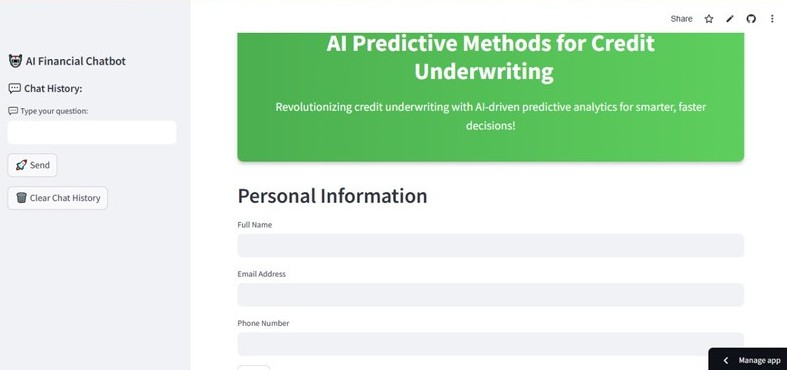 Share
AI Financial Chatbot
Chat History:
Type your question:
Send
Clear Chat History
AI Predictive Methods for Credit
Underwriting
Revolutionizing credit underwriting with AI-driven predictive analytics for smarter, faster
decisions!
Personal Information
Full Name
Email Address
Phone Number
Manage app